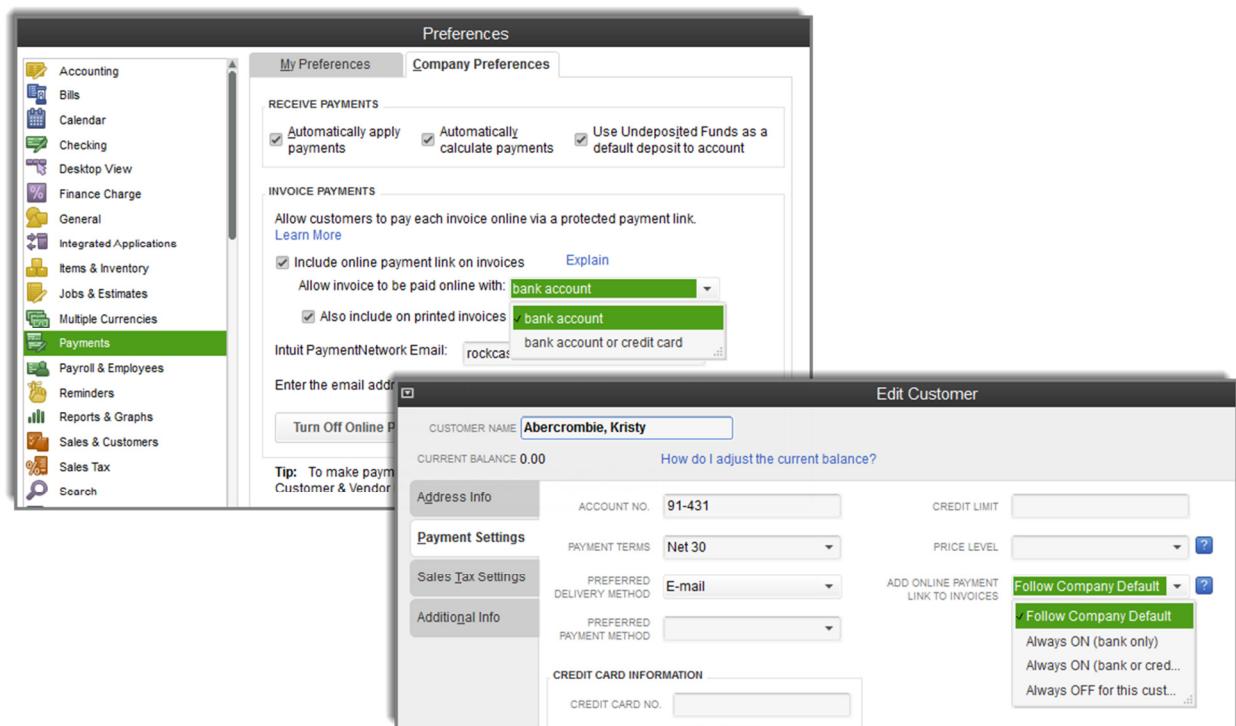 Preferences
Accounting
Bills
Calendar
Checking
Desktop View
Finance Charge
General
Integrated Applications
Items & Inventory
Jobs & Estimates
Multiple Currencies
Payments
Payroll & Employees
Reminders
Reports & Graphs
Sales & Customers
Sales Tax
Search
My Preferences
Company Preferences
RECEIVE PAYMENTS
Automatically apply
payments
Automatically
calculate payments
Use Undeposited Funds as a
default deposit to account
INVOICE PAYMENTS
Allow customers to pay each invoice online via a protected payment link.
Learn More
Include online payment link on invoices
Explain
Allow invoice to be paid online with:
bank account
Also include on printed invoices
bank account
bank account or credit card
Intuit PaymentNetwork Email:
rockcas
Enter the email addr
Turn Off Online P
Tip: To make paym
Customer & Vendor
Edit Customer
CUSTOMER NAME Abercrombie, Kristy
CURRENT BALANCE 0.00
How do I adjust the current balance?
Address Info
Payment Settings
Sales Tax Settings
Additional Info
ACCOUNT NO. 91-431
PAYMENT TERMS Net 30
PREFERRED
DELIVERY METHOD
E-mail
PREFERRED
PAYMENT METHOD
CREDIT CARD INFORMATION
CREDIT CARD NO.
CREDIT LIMIT
PRICE LEVEL
?
ADD ONLINE PAYMENT
LINK TO INVOICES
Follow Company Default
?
Follow Company Default
Always ON (bank only)
Always ON (bank or cred...
Always OFF for this cust...